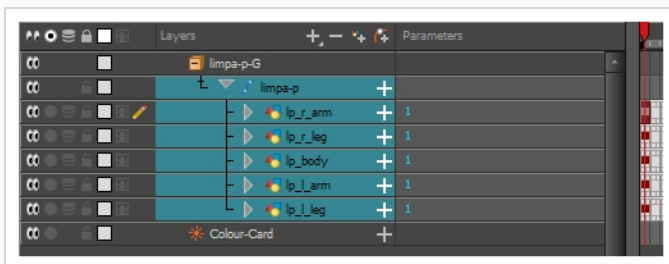 Layers Parameters
limpa-p-G
limpa-p
lp_r_arm 1
lp_r_leg 1
lp_body 1
lp_l_arm 1
lp_l_leg 1
Colour-Card